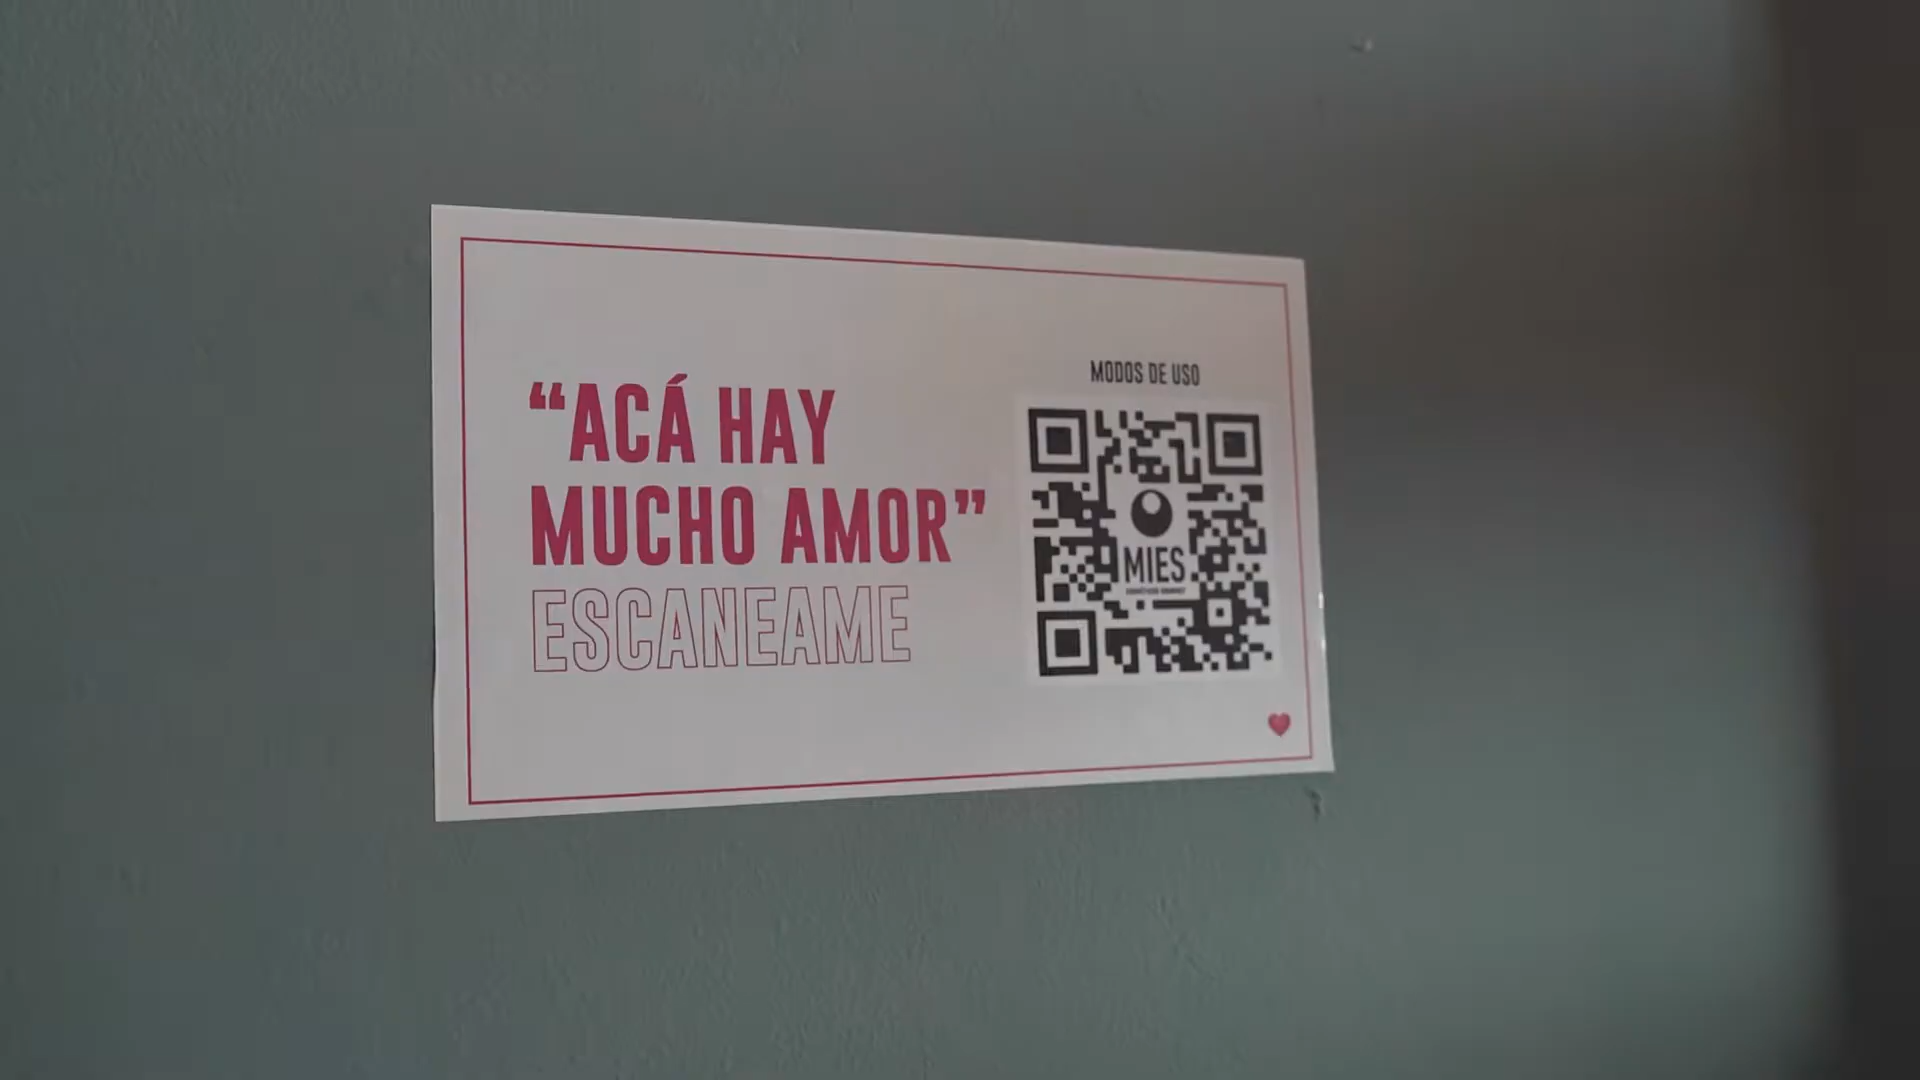 “ACÁ HAY
MUCHO AMOR”
ESCANEAME
MODOS DE USO
MIES